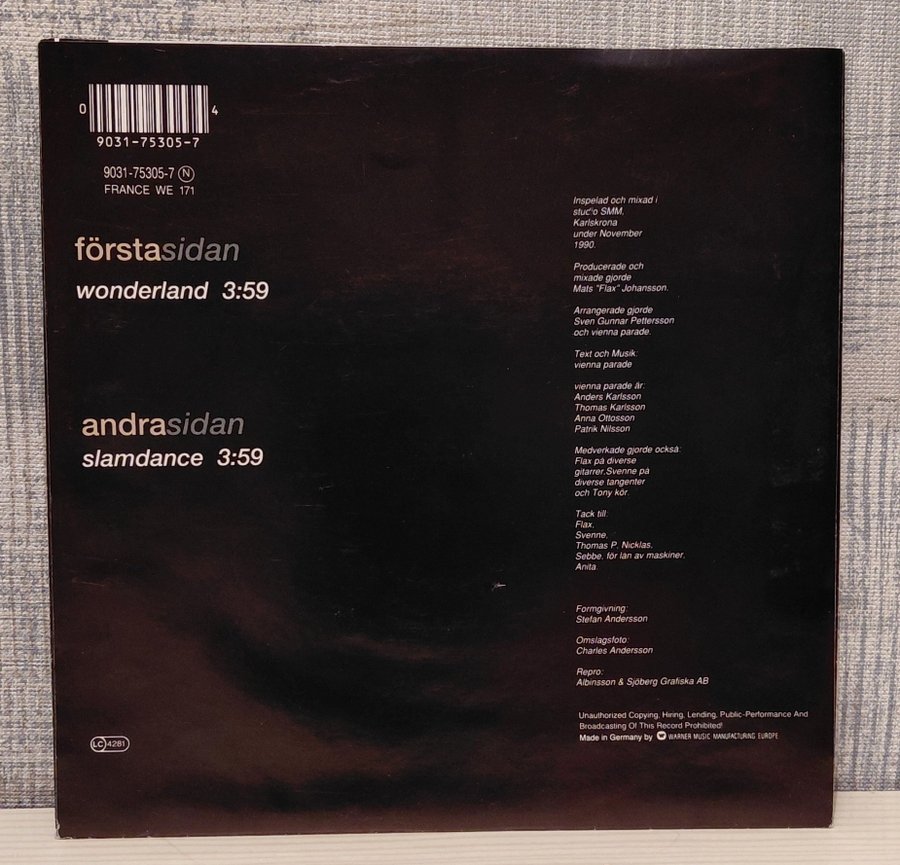 0 4
9031-75305-7
9031-75305-7 N
FRANCE WE 171
förstasidan
wonderland 3:59
andrasidan
slamdance 3:59
LC 4281
Inspelad och mixad i
studio SMM,
Karlskrona
under November
1990.
Producerade och
mixade gjorde
Mats "Flax" Johansson.
Arrangerade gjorde
Sven Gunnar Pettersson
och vienna parade.
Text och Musik:
vienna parade
vienna parade är:
Anders Karlsson
Thomas Karlsson
Anna Ottosson
Patrik Nilsson
Medverkade gjorde också:
Flax på diverse
gitarrer.Svenne på
diverse tangenter
och Tony kör.
Tack till:
Flax,
Svenne,
Thomas P, Nicklas,
Sebbe, för lån av maskiner,
Anita.
Formgivning:
Stefan Andersson
Omslagsfoto:
Charles Andersson
Repro:
Albinsson & Sjöberg Grafiska AB
Unauthorized Copying, Hiring, Lending, Public-Performance And
Broadcasting Of This Record Prohibited!
Made in Germany by WARNER MUSIC MANUFACTURING EUROPE